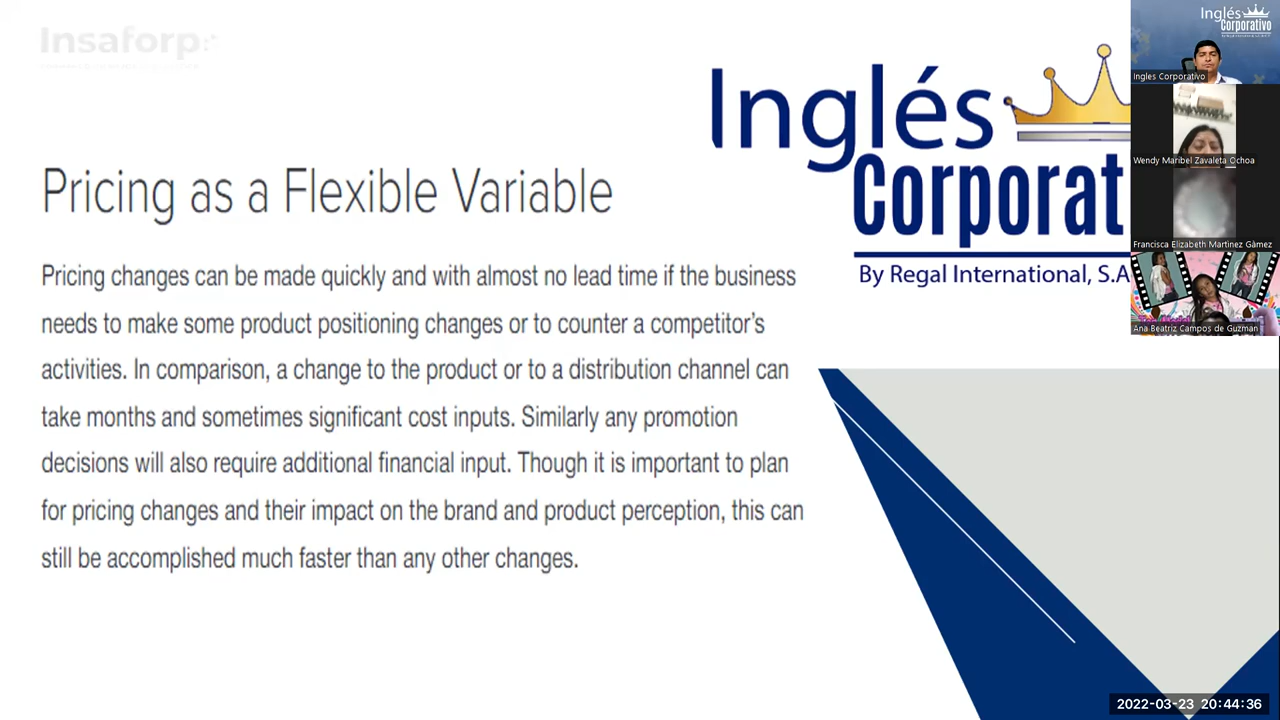 Insaforp
Inglés
Corporat
By Regal International, S.A
Pricing as a Flexible Variable
Pricing changes can be made quickly and with almost no lead time if the business
needs to make some product positioning changes or to counter a competitor's
activities. In comparison, a change to the product or to a distribution channel can
take months and sometimes significant cost inputs. Similarly any promotion
decisions will also require additional financial input. Though it is important to plan
for pricing changes and their impact on the brand and product perception, this can
still be accomplished much faster than any other changes.
Inglés
Corporativo
Ingles Corporativo
Wendy Maribel Zavaleta Ochoa
Francisca Elizabeth Martinez Gàmez
Ana Beatriz Campos de Guzman
2022-03-23 20:44:36